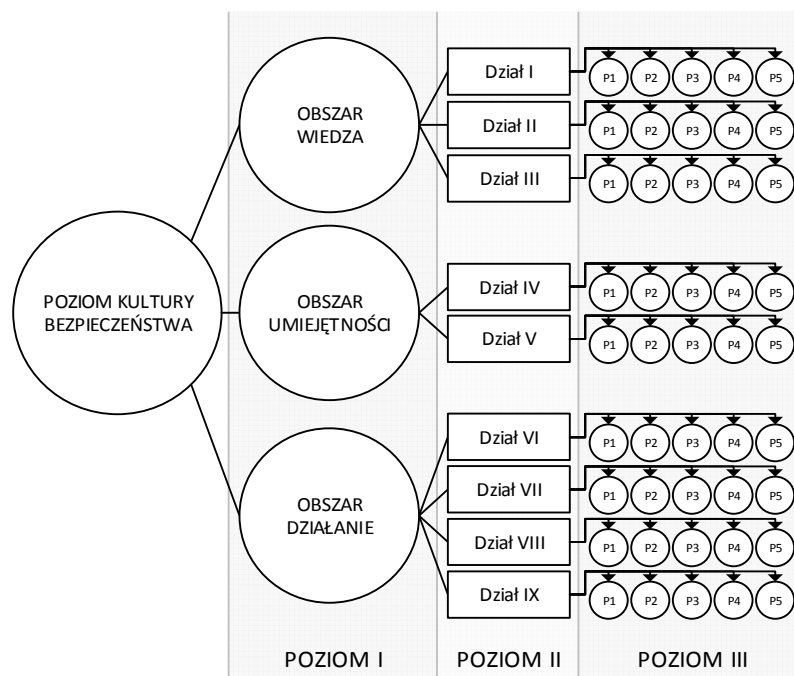 POZIOM KULTURY
BEZPIECZEŃSTWA
OBSZAR
WIEDZA
Dział I
P1 P2 P3 P4 P5
Dział II
P1 P2 P3 P4 P5
Dział III
P1 P2 P3 P4 P5
OBSZAR
UMIEJĘTNOŚCI
Dział IV
P1 P2 P3 P4 P5
Dział V
P1 P2 P3 P4 P5
OBSZAR
DZIAŁANIE
Dział VI
P1 P2 P3 P4 P5
Dział VII
P1 P2 P3 P4 P5
Dział VIII
P1 P2 P3 P4 P5
Dział IX
P1 P2 P3 P4 P5
POZIOM I
POZIOM II
POZIOM III